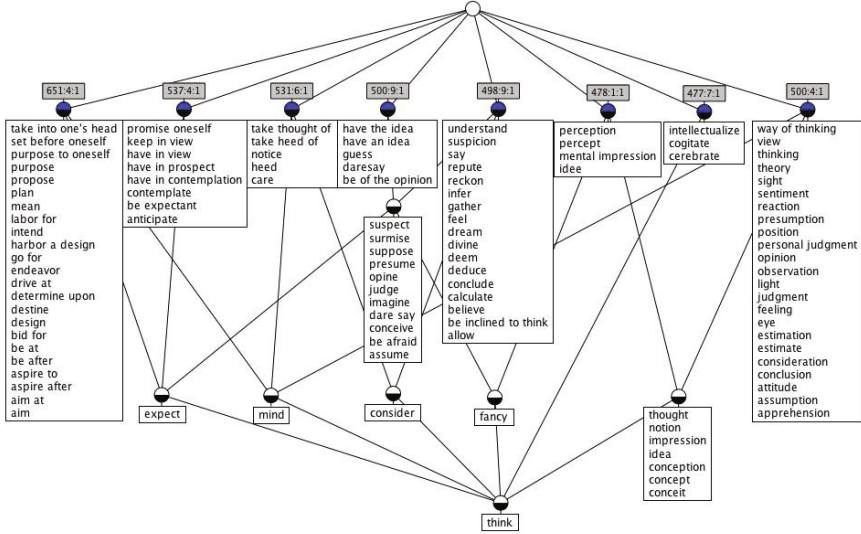 651:4:1
537:4:1
531:6:1
500:9:1
498:9:1
478:1:1
477:7:1
500:4:1
take into one's head
set before oneself
purpose to oneself
purpose
propose
plan
mean
labor for
intend
harbor a design
go for
endeavor
drive at
determine upon
destine
design
bid for
be at
be after
aspire to
aspire after
aim at
aim
promise oneself
keep in view
have in view
have in prospect
have in contemplation
contemplate
be expectant
anticipate
take thought of
take heed of
notice
heed
care
have the idea
have an idea
guess
daresay
be of the opinion
understand
suspicion
say
repute
reckon
infer
gather
feel
dream
divine
deem
deduce
conclude
calculate
believe
be inclined to think
allow
perception
percept
mental impression
idee
intellectualize
cogitate
cerebrate
way of thinking
view
thinking
theory
sight
sentiment
reaction
presumption
position
personal judgment
opinion
observation
light
judgment
feeling
eye
estimation
estimate
consideration
conclusion
attitude
assumption
apprehension
suspect
surmise
suppose
presume
opine
judge
imagine
dare say
conceive
be afraid
assume
expect
mind
consider
fancy
thought
notion
impression
idea
conception
concept
conceit
think